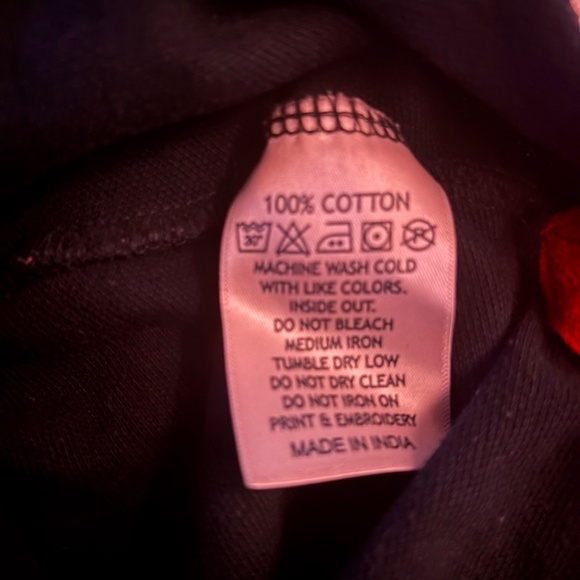 100% COTTON
30°
MACHINE WASH COLD
WITH LIKE COLORS.
INSIDE OUT.
DO NOT BLEACH
MEDIUM IRON
TUMBLE DRY LOW
DO NOT DRY CLEAN
DO NOT IRON ON
PRINT & EMBROIDERY
MADE IN INDIA